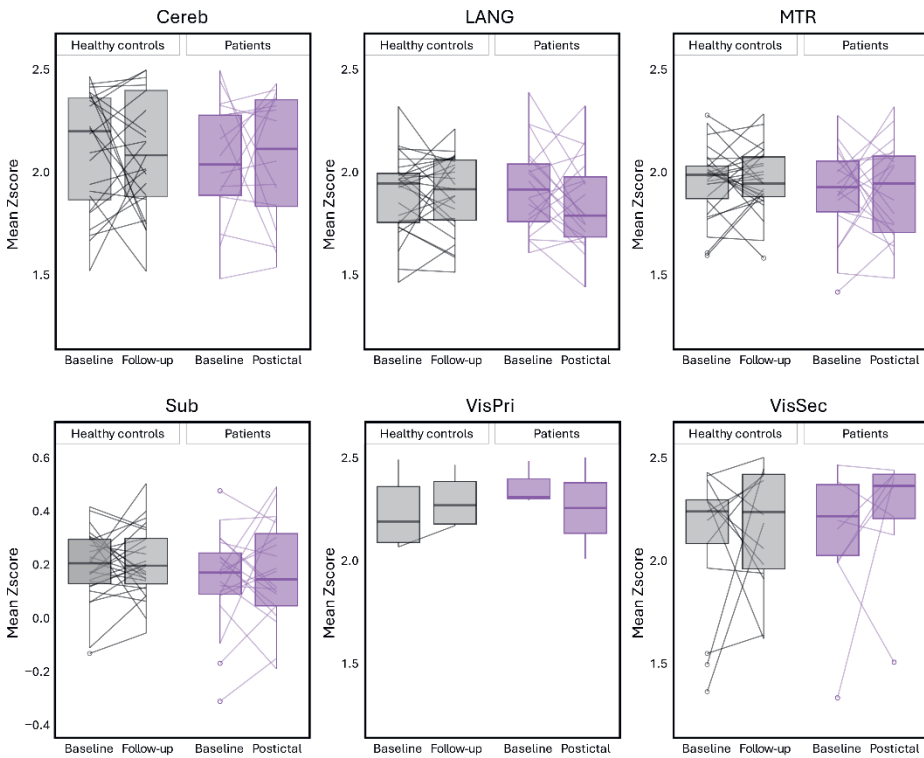 Cereb LANG MTR
Healthy controls Patients Healthy controls Patients Healthy controls Patients
2.5 2.5 2.5
2.0 2.0 2.0
1.5 1.5 1.5
Mean Zscore Mean Zscore Mean Zscore
Baseline Follow-up Baseline Postictal Baseline Follow-up Baseline Postictal Baseline Follow-up Baseline Postictal
Sub VisPri VisSec
Healthy controls Patients Healthy controls Patients Healthy controls Patients
0.6 2.5 2.5
0.4
0.2 2.0 2.0
0.0
−0.2 1.5 1.5
−0.4
Mean Zscore Mean Zscore Mean Zscore
Baseline Follow-up Baseline Postictal Baseline Follow-up Baseline Postictal Baseline Follow-up Baseline Postictal